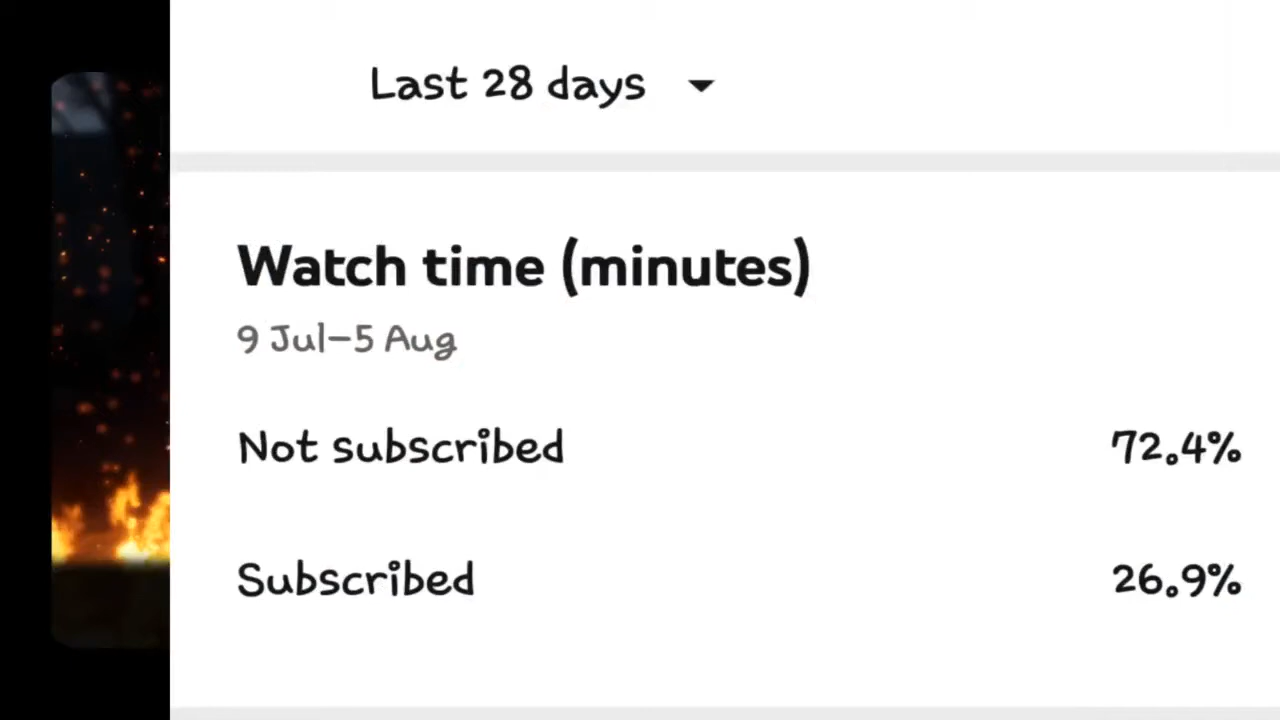 Last 28 days
Watch time (minutes)
9 Jul–5 Aug
Not subscribed 72.4%
Subscribed 26.9%